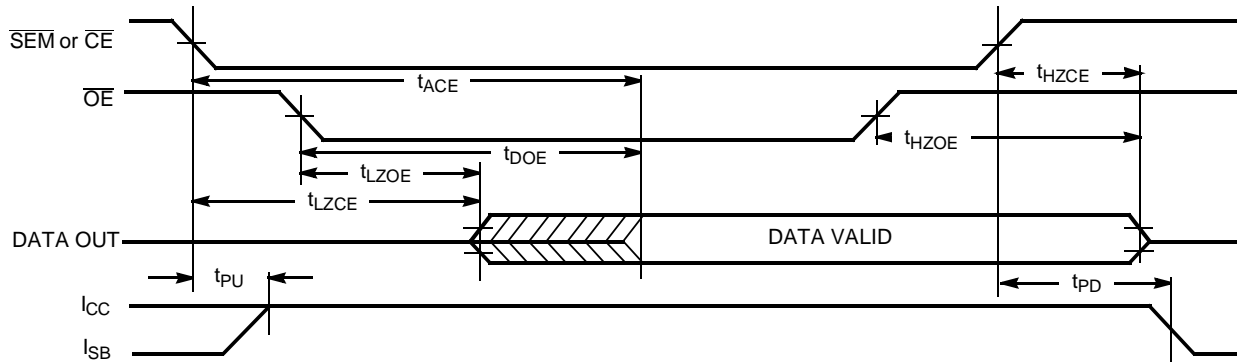 SEM or CE
tACE
tHZCE
OE
tHZOE
tDOE
tLZOE
tLZCE
DATA OUT
DATA VALID
tPU
tPD
ICC
ISB